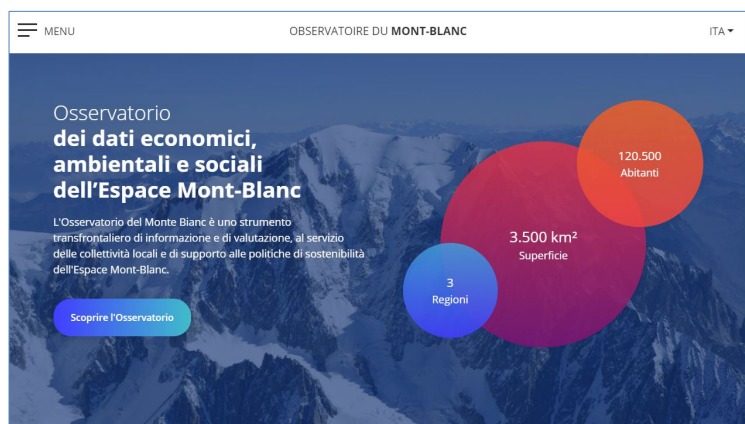 MENU
OBSERVATOIRE DU MONT-BLANC
ITA
Osservatorio
dei dati economici,
ambientali e sociali
dell'Espace Mont-Blanc
L'Osservatorio del Monte Bianc è uno strumento
transfrontaliero di informazione e di valutazione, al servizio
delle collettività locali e di supporto alle politiche di sostenibilità
dell'Espace Mont-Blanc.
Scoprire l'Osservatorio
120.500
Abitanti
3.500 km²
Superficie
3
Regioni